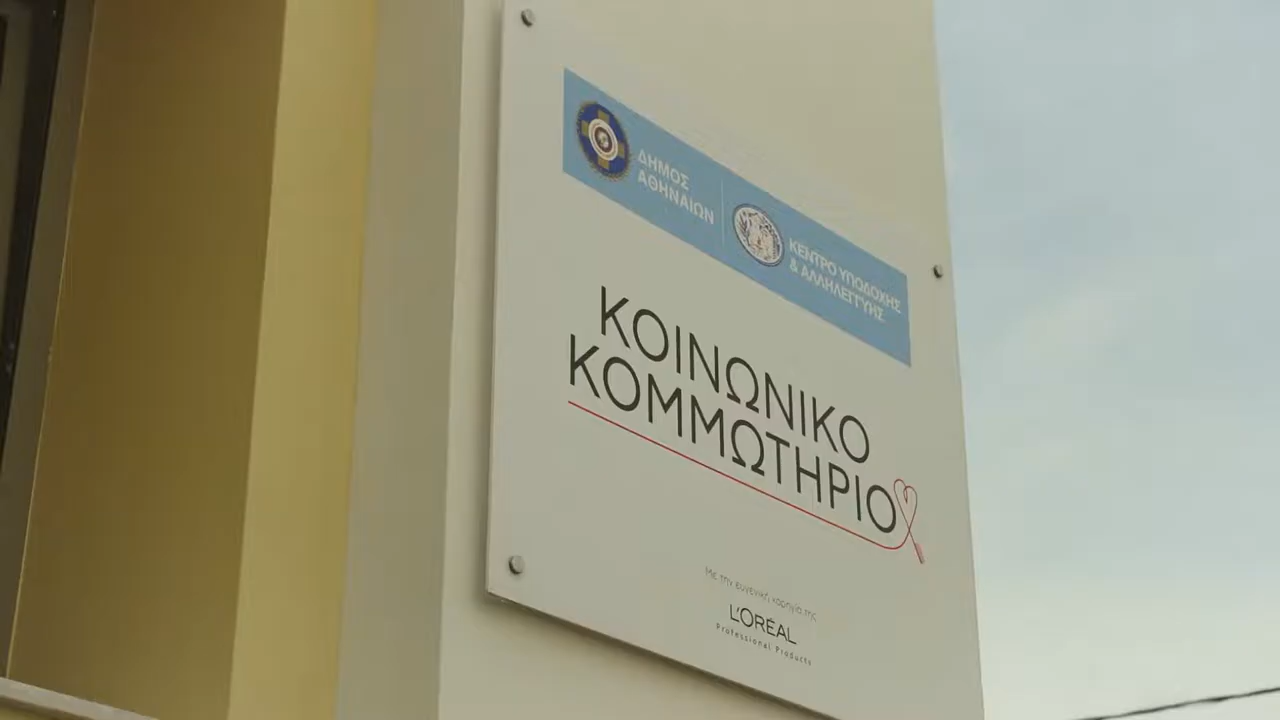 ΔΗΜΟΣ
ΑΘΗΝΑΙΩΝ
ΚΕΝΤΡΟ ΥΠΟΔΟΧΗΣ
& ΑΛΛΗΛΕΓΓΥΗΣ
ΚΟΙΝΩΝΙΚΟ
ΚΟΜΜΩΤΗΡΙΟ
Με την ευγενική χορηγία της
L'ORÉAL
Professional Products